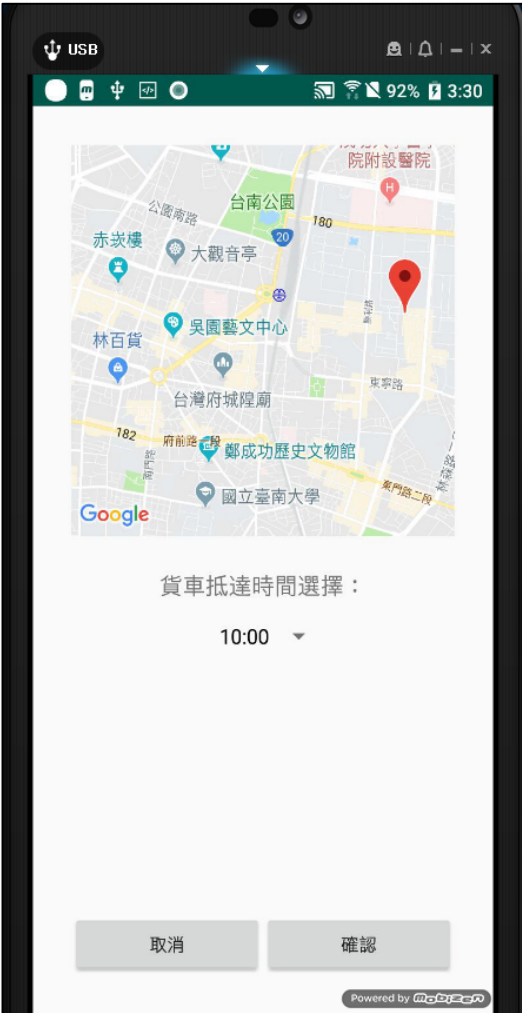 USB
92% 3:30
院附設醫院
台南公園
公園南路
180
赤崁樓
20
大觀音亭
吳園藝文中心
林百貨
東寧路
台灣府城隍廟
182
府前路一段
鄭成功歷史文物館
南門路
東門路二段
國立臺南大學
Google
貨車抵達時間選擇：
10:00
取消
確認
Powered by mobizen